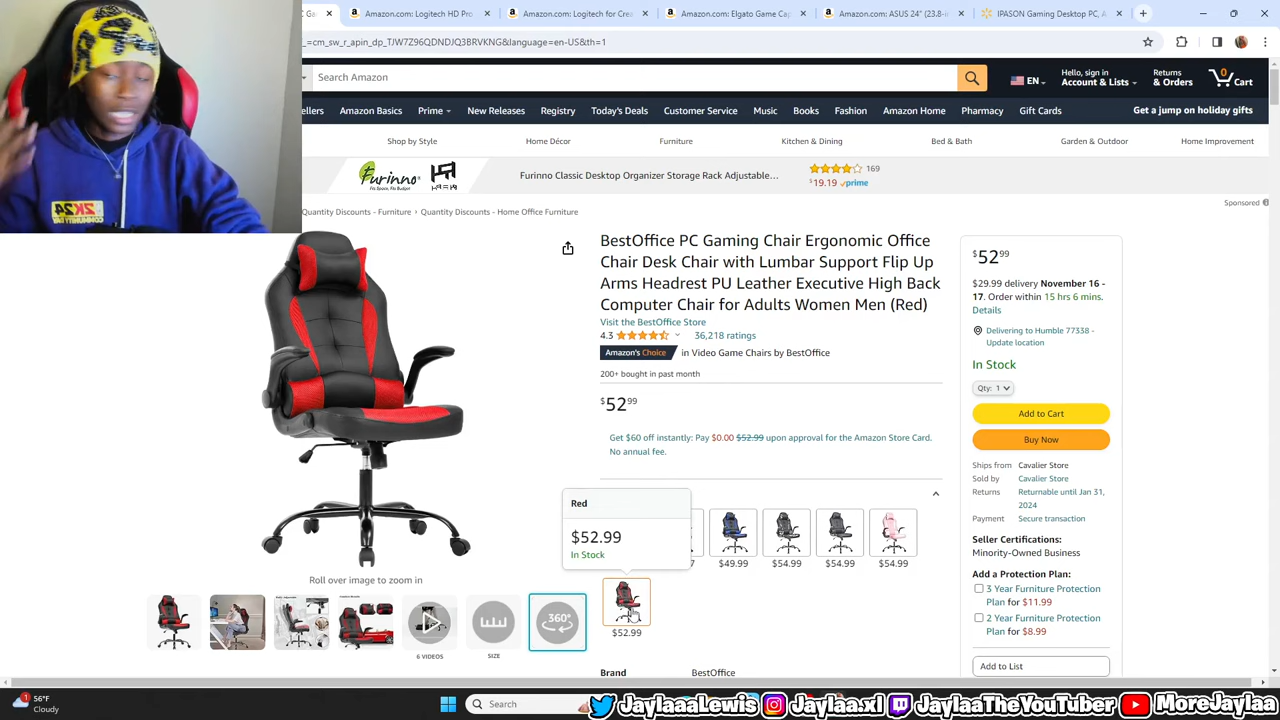 Amazon.com: Logitech HD Pro
Amazon.com: Logitech for Crea
Amazon.com: Elgato Game Ca
Amazon.com: ASUS 24" (23.8-in
YASON Gaming Desktop PC, A
_=cm_sw_r_apin_dp_TJW7Z96QDNDJQ3BRVKNG&language=en-US&th=1
Search Amazon
EN
Hello, sign in
Account & Lists
Returns
& Orders
0
Cart
ellers
Amazon Basics
Prime
New Releases
Registry
Today's Deals
Customer Service
Music
Books
Fashion
Amazon Home
Pharmacy
Gift Cards
Get a jump on holiday gifts
Shop by Style
Home Décor
Furniture
Kitchen & Dining
Bed & Bath
Garden & Outdoor
Home Improvement
Furinno
Fits Space, Fits Budget
Furinno Classic Desktop Organizer Storage Rack Adjustable...
169
$19.19 prime
Sponsored
Quantity Discounts - Furniture › Quantity Discounts - Home Office Furniture
BestOffice PC Gaming Chair Ergonomic Office
Chair Desk Chair with Lumbar Support Flip Up
Arms Headrest PU Leather Executive High Back
Computer Chair for Adults Women Men (Red)
Visit the BestOffice Store
4.3
36,218 ratings
Amazon's Choice in Video Game Chairs by BestOffice
200+ bought in past month
$52 99
Get $60 off instantly: Pay $0.00 $52.99 upon approval for the Amazon Store Card.
No annual fee.
Red
$52.99
In Stock
7
$49.99
$54.99
$54.99
$54.99
$52.99
Brand
BestOffice
Roll over image to zoom in
6 VIDEOS
SIZE
360°
$52 99
$29.99 delivery November 16 -
17. Order within 15 hrs 6 mins.
Details
Delivering to Humble 77338 -
Update location
In Stock
Qty: 1
Add to Cart
Buy Now
Ships from Cavalier Store
Sold by Cavalier Store
Returns Returnable until Jan 31,
2024
Payment Secure transaction
Seller Certifications:
Minority-Owned Business
Add a Protection Plan:
3 Year Furniture Protection
Plan for $11.99
2 Year Furniture Protection
Plan for $8.99
Add to List
2K24
COMMUNITY DAY
1
56°F
Cloudy
Search
JaylaaaLewis
Jaylaa.xl
JaylaaTheYouTuber
MoreJaylaa